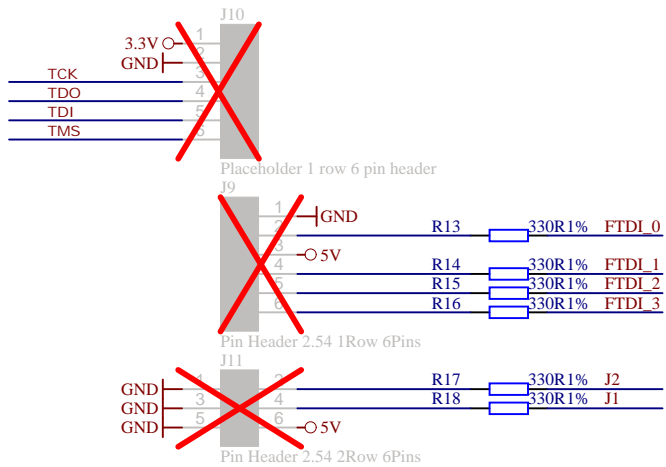 J10
3.3V 1
GND 2
TCK 3
TDO 4
TDI 5
TMS 6
Placeholder 1 row 6 pin header
J9
1 GND
2 R13 330R1% FTDI_0
3 5V
4 R14 330R1% FTDI_1
5 R15 330R1% FTDI_2
6 R16 330R1% FTDI_3
Pin Header 2.54 1Row 6Pins
J11
GND 1 2 R17 330R1% J2
GND 3 4 R18 330R1% J1
GND 5 6 5V
Pin Header 2.54 2Row 6Pins